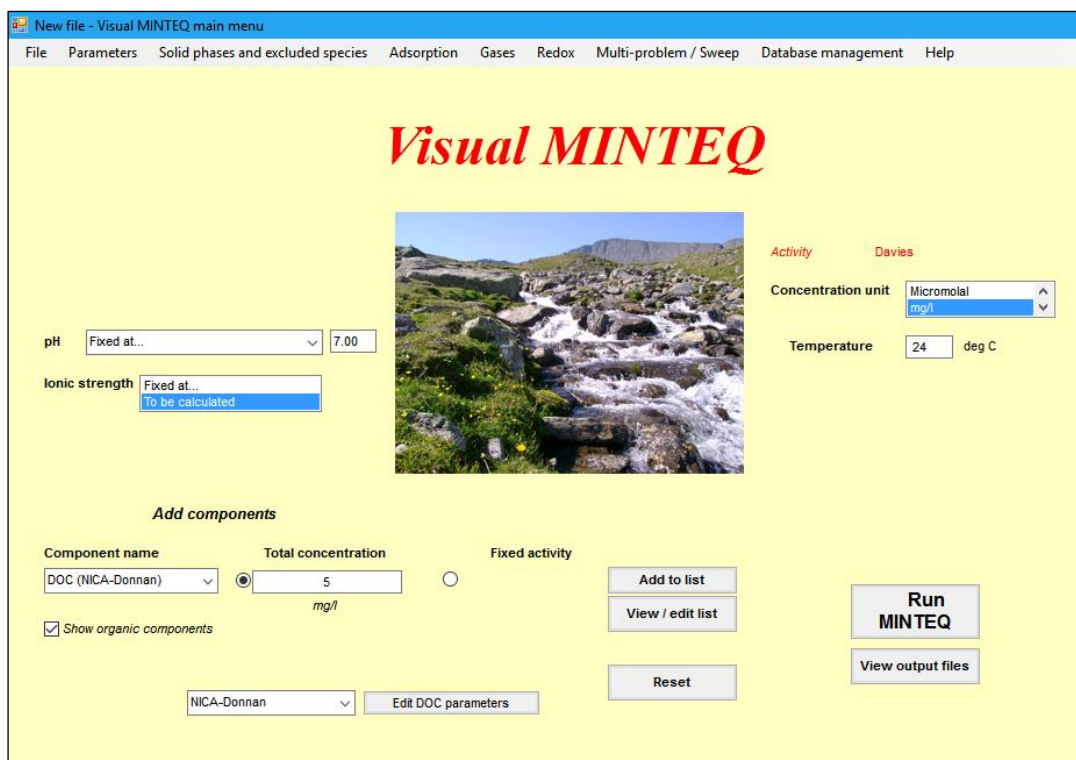 New file - Visual MINTEQ main menu
File Parameters Solid phases and excluded species Adsorption Gases Redox Multi-problem / Sweep Database management Help
Visual MINTEQ
Activity Davies
Concentration unit Micromolal
mg/l
pH Fixed at... 7.00
Temperature 24 deg C
Ionic strength Fixed at...
To be calculated
Add components
Component name Total concentration Fixed activity
DOC (NICA-Donnan) 5
mg/l
Show organic components
Add to list
View / edit list
Run
MINTEQ
View output files
Reset
NICA-Donnan Edit DOC parameters